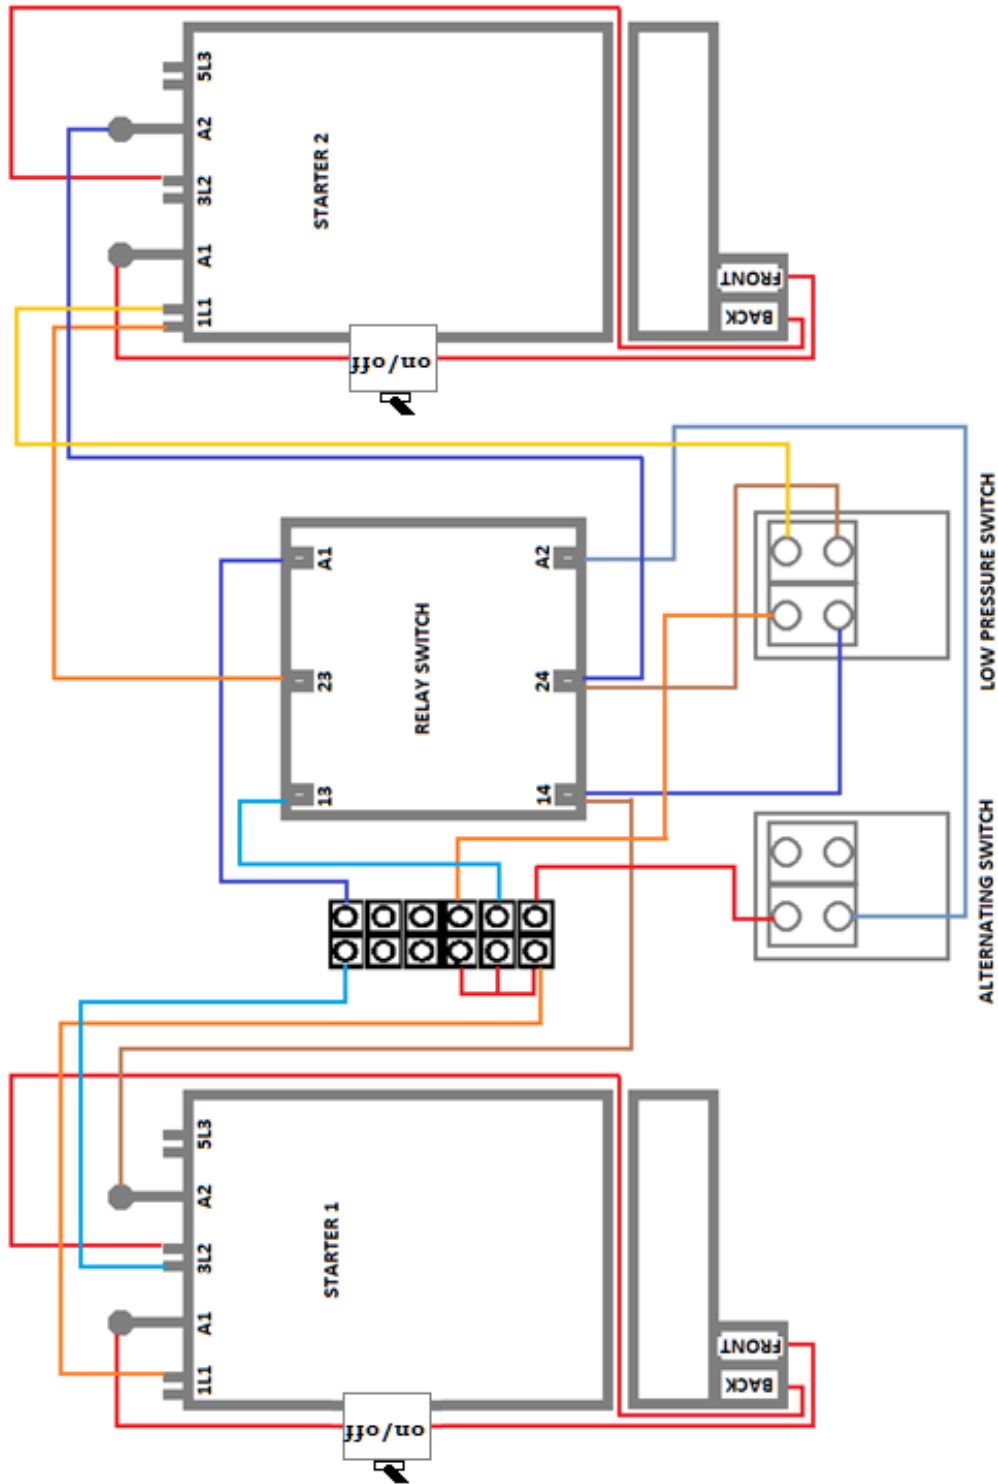 5L3
A2
3L2
A1
1L1
STARTER 2
FRONT
BACK
on/off
LOW PRESSURE SWITCH
A1
A2
23
RELAY SWITCH
24
13
14
ALTERNATING SWITCH
5L3
A2
3L2
A1
1L1
STARTER 1
FRONT
BACK
on/off